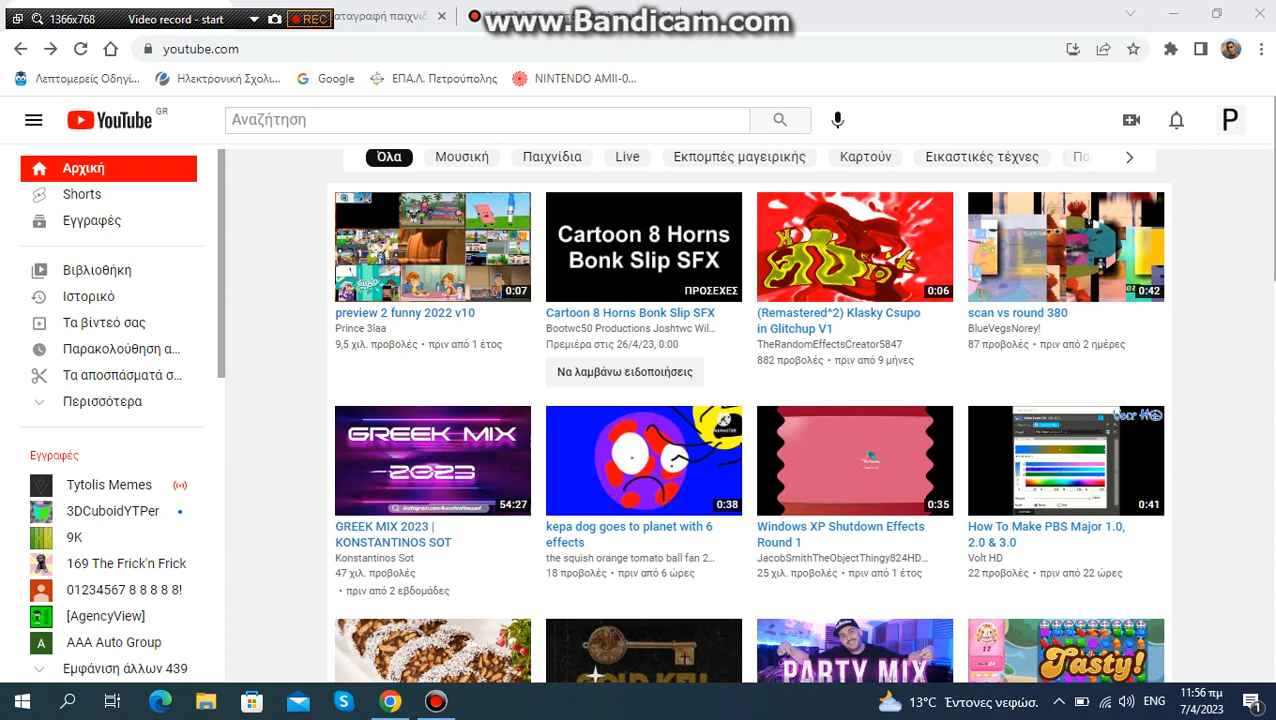 1366x768 Video record - start REC
αταγραφή παιχνιδ
www.Bandicam.com
youtube.com
Λεπτομερείς Οδηγί... Ηλεκτρονική Σχολι... Google ΕΠΑ.Λ. Πετρούπολης NINTENDO AMII-0...
YouTube GR
Αναζήτηση
P
Όλα Μουσική Παιχνίδια Live Εκπομπές μαγειρικής Καρτούν Εικαστικές τέχνες Πα
Αρχική
Shorts
Εγγραφές
Βιβλιοθήκη
Ιστορικό
Τα βίντεό σας
Παρακολούθηση α...
Τα αποσπάσματά σ...
Περισσότερα
Εγγραφές
Tytolis Memes
3DCuboidYTPer
9K
169 The Frick'n Frick
01234567 8 8 8 8 8!
[AgencyView]
A AAA Auto Group
Εμφάνιση άλλων 439
0:07
preview 2 funny 2022 v10
Prince 3laa
9,5 χιλ. προβολές • πριν από 1 έτος
Cartoon 8 Horns
Bonk Slip SFX
ΠΡΟΣΕΧΕΣ
Cartoon 8 Horns Bonk Slip SFX
Bootwc50 Productions Joshtwc Wil...
Πρεμιέρα στις 26/4/23, 0:00
Να λαμβάνω ειδοποιήσεις
0:06
(Remastered^2) Klasky Csupo
in Glitchup V1
TheRandomEffectsCreator5847
882 προβολές • πριν από 9 μήνες
0:42
scan vs round 380
BlueVegsNorey!
87 προβολές • πριν από 2 ημέρες
GREEK MIX
2023
instagram.com/konstantinossot
54:27
GREEK MIX 2023 |
KONSTANTINOS SOT
Konstantinos Sot
47 χιλ. προβολές
• πριν από 2 εβδομάδες
REMASTER
0:38
kepa dog goes to planet with 6
effects
the squish orange tomato ball fan 2...
18 προβολές • πριν από 6 ώρες
0:35
Windows XP Shutdown Effects
Round 1
JacobSmithTheObjectThingy824HD...
25 χιλ. προβολές • πριν από 1 έτος
0:41
How To Make PBS Major 1.0,
2.0 & 3.0
Volt HD
22 προβολές • πριν από 22 ώρες
GOLD KEY
PARTY MIX
17
Tasty!
13°C Έντονες νεφώσ. ENG 11:56 πμ
7/4/2023
1